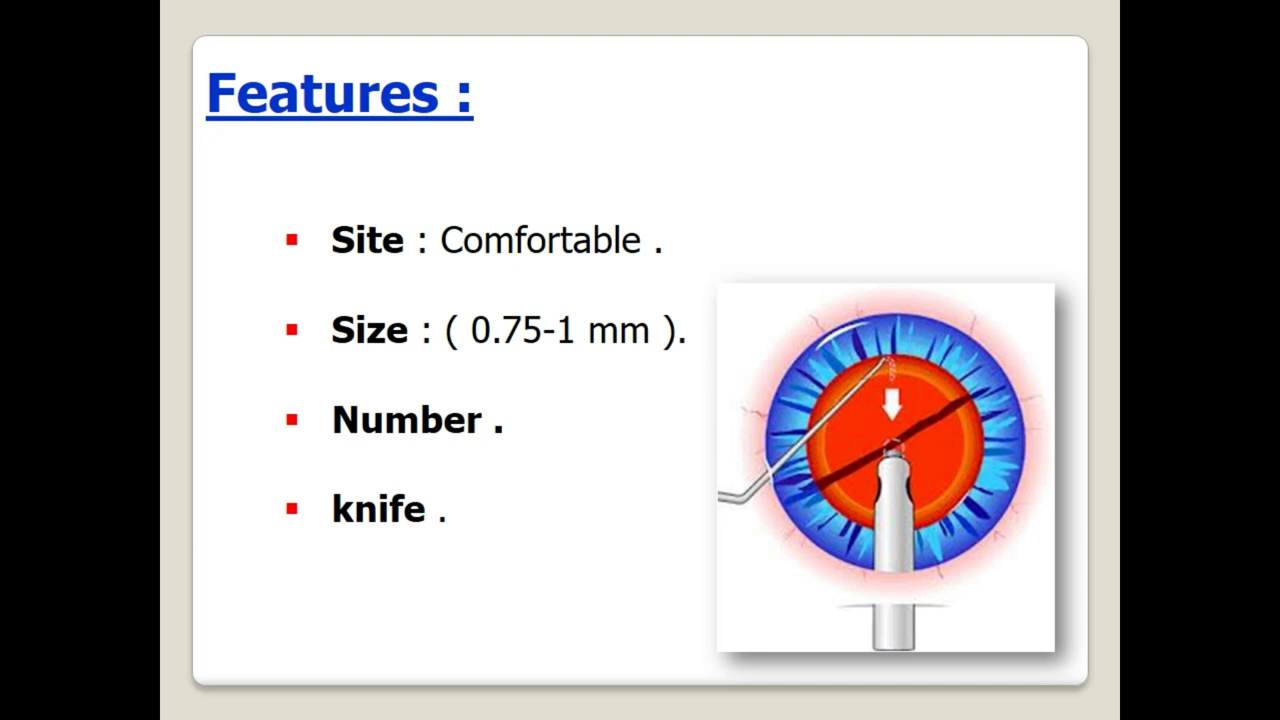 Features :
Site : Comfortable .
Size : ( 0.75-1 mm ).
Number .
knife .